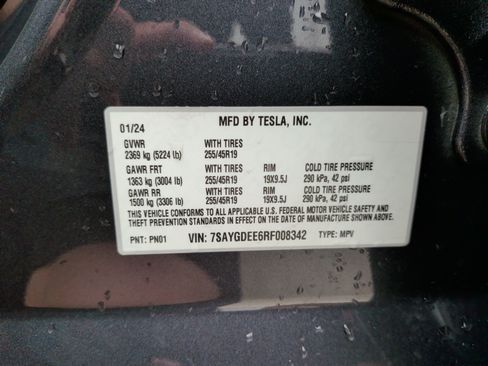 MFD BY TESLA, INC.
01/24
GVWR WITH TIRES
2369 kg (5224 lb) 255/45R19
GAWR FRT WITH TIRES RIM COLD TIRE PRESSURE
1363 kg (3004 lb) 255/45R19 19X9.5J 290 kPa, 42 psi
GAWR RR WITH TIRES RIM COLD TIRE PRESSURE
1500 kg (3306 lb) 255/45R19 19X9.5J 290 kPa, 42 psi
THIS VEHICLE CONFORMS TO ALL APPLICABLE U.S. FEDERAL MOTOR VEHICLE SAFETY AND
THEFT PREVENTION STANDARDS IN EFFECT ON THE DATE OF MANUFACTURE SHOWN ABOVE.
PNT: PN01 VIN: 7SAYGDEE6RF008342 TYPE: MPV